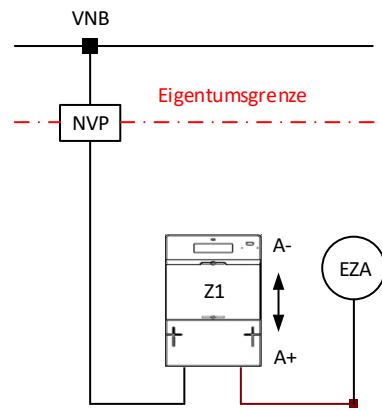 VNB
Eigentumsgrenze
NVP
A-
Z1
EZA
A+